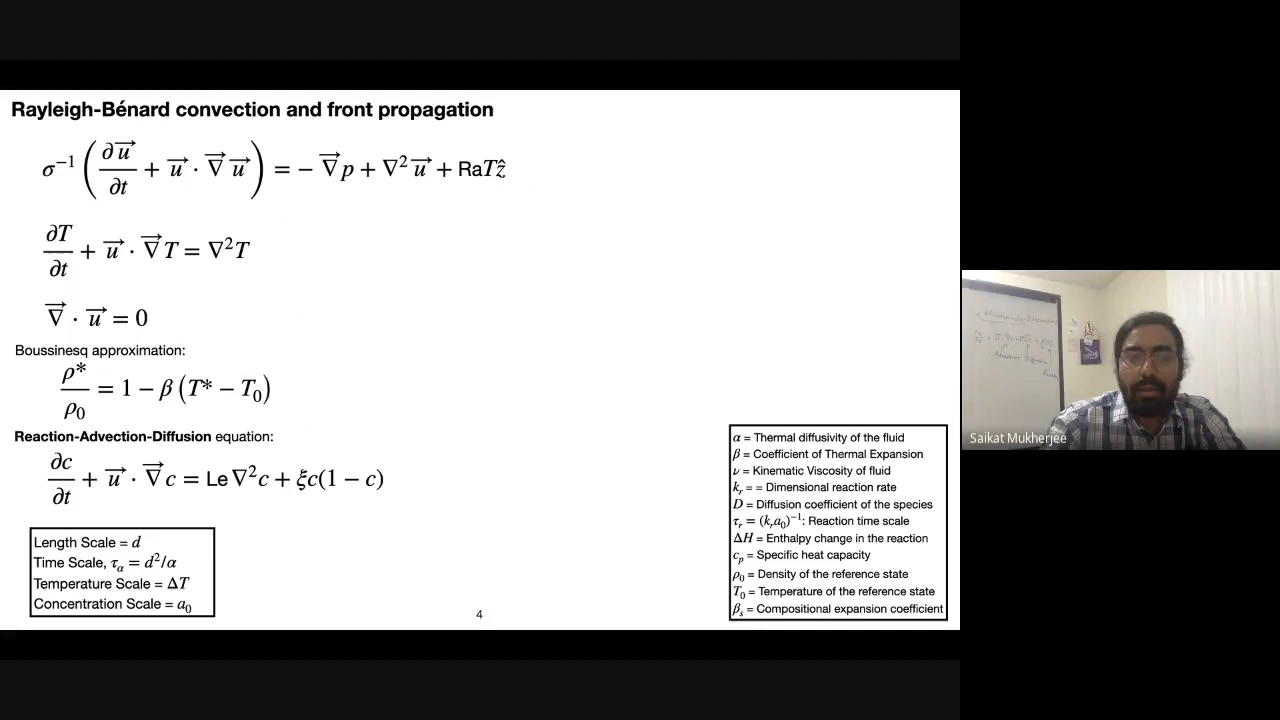 Rayleigh-Bénard convection and front propagation
σ⁻¹ ( ∂u⃗/∂t + u⃗ · ∇⃗ u⃗ ) = − ∇⃗p + ∇²u⃗ + RaTẑ
∂T/∂t + u⃗ · ∇⃗T = ∇²T
∇⃗ · u⃗ = 0
Boussinesq approximation:
ρ*/ρ₀ = 1 − β (T* − T₀)
Reaction-Advection-Diffusion equation:
∂c/∂t + u⃗ · ∇⃗c = Le ∇²c + ξc(1 − c)
Length Scale = d
Time Scale, τ_α = d²/α
Temperature Scale = ΔT
Concentration Scale = a₀
4
α = Thermal diffusivity of the fluid
β = Coefficient of Thermal Expansion
ν = Kinematic Viscosity of fluid
k_r = = Dimensional reaction rate
D = Diffusion coefficient of the species
τ_r = (k_r a₀)⁻¹: Reaction time scale
ΔH = Enthalpy change in the reaction
c_p = Specific heat capacity
ρ₀ = Density of the reference state
T₀ = Temperature of the reference state
β_s = Compositional expansion coefficient
Saikat Mukherjee